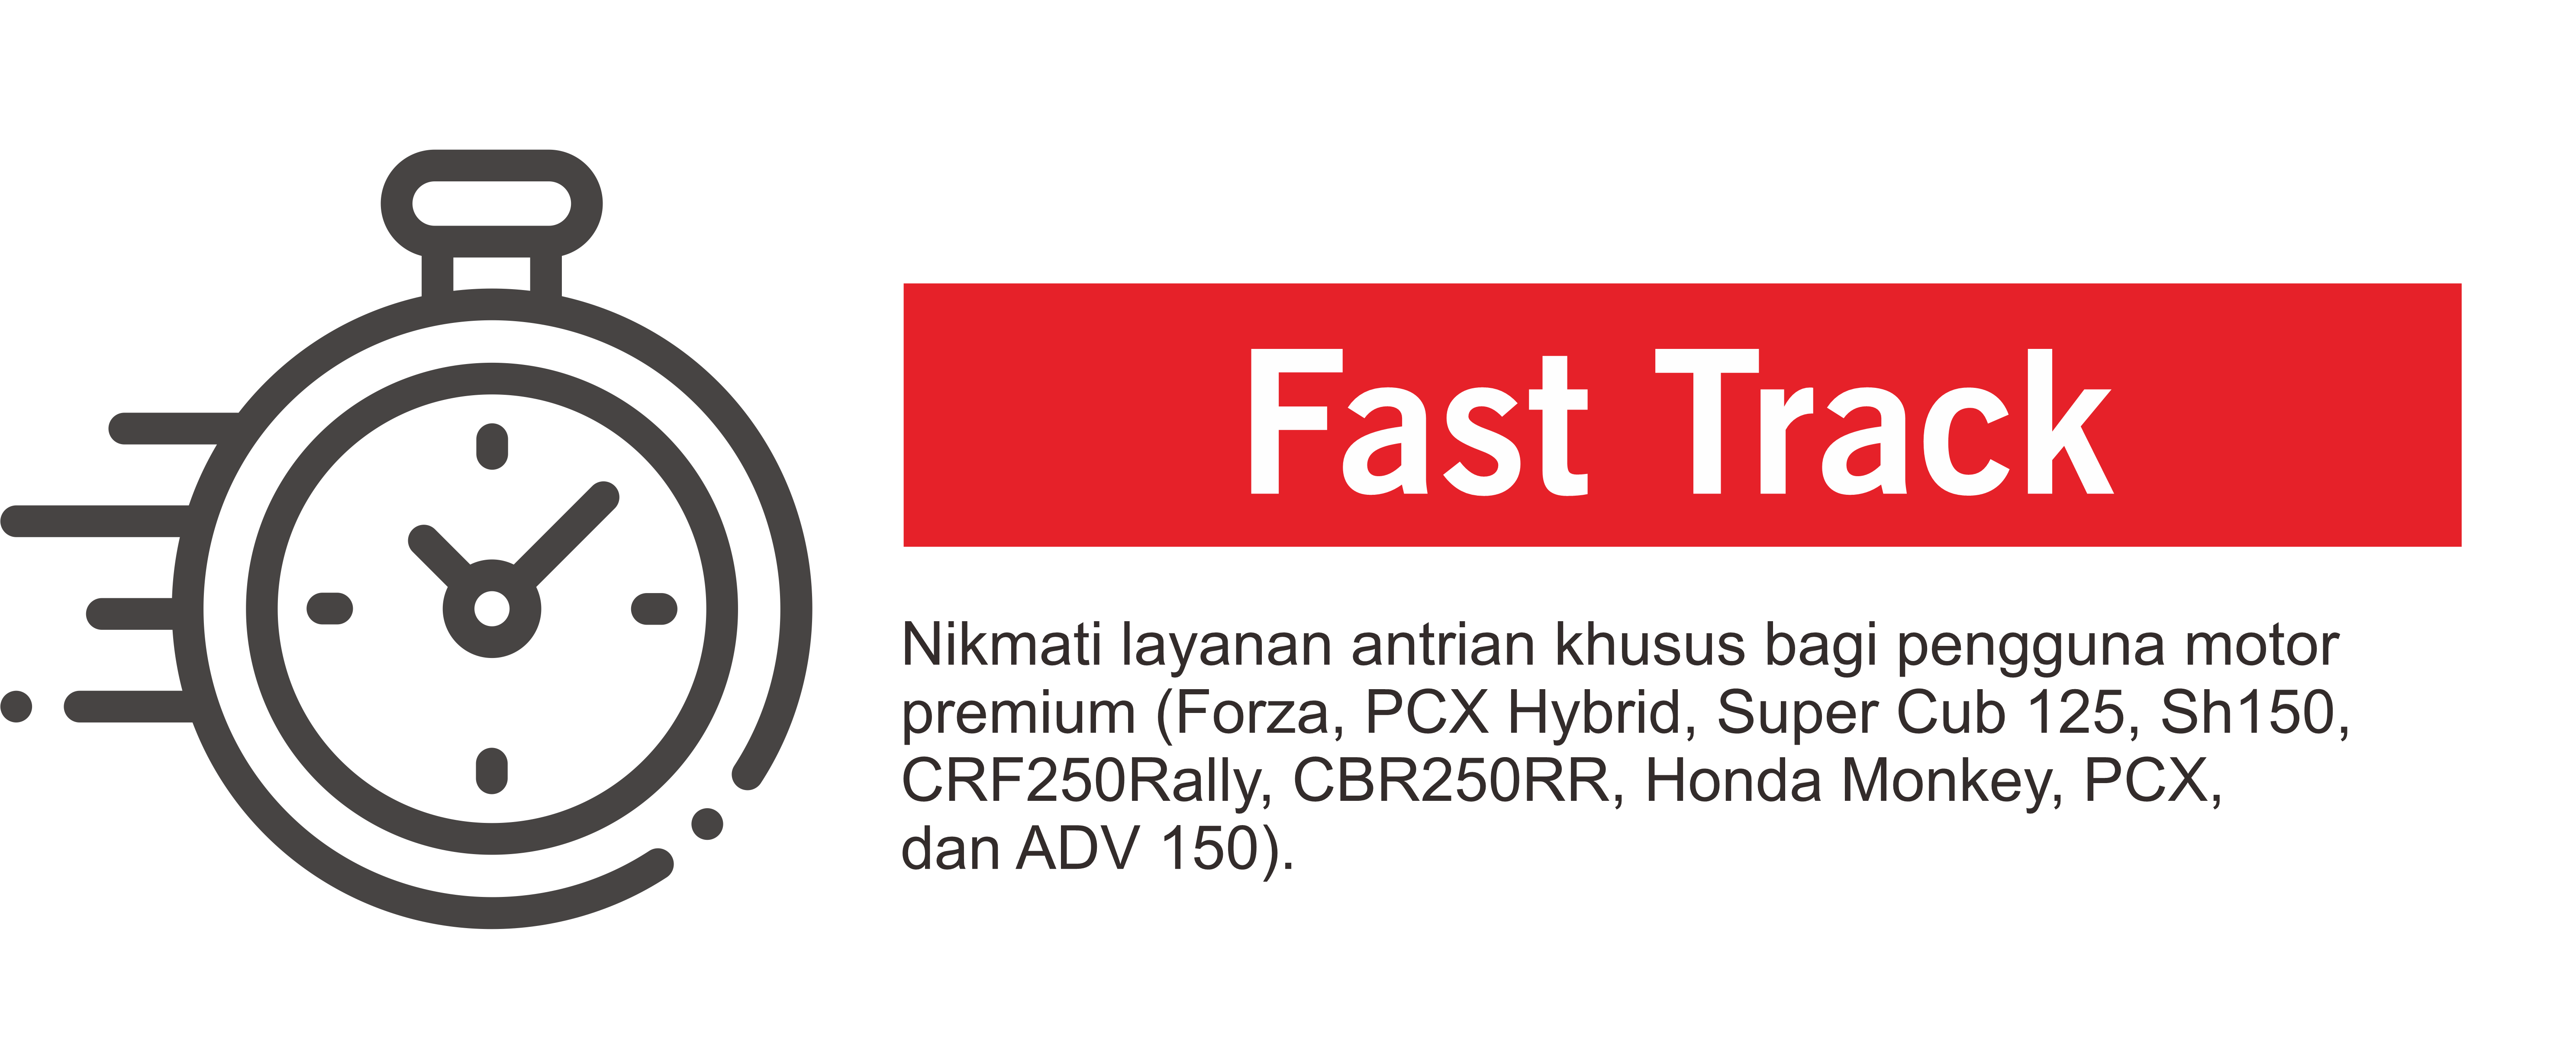 Fast Track
Nikmati layanan antrian khusus bagi pengguna motor
premium (Forza, PCX Hybrid, Super Cub 125, Sh150,
CRF250Rally, CBR250RR, Honda Monkey, PCX,
dan ADV 150).